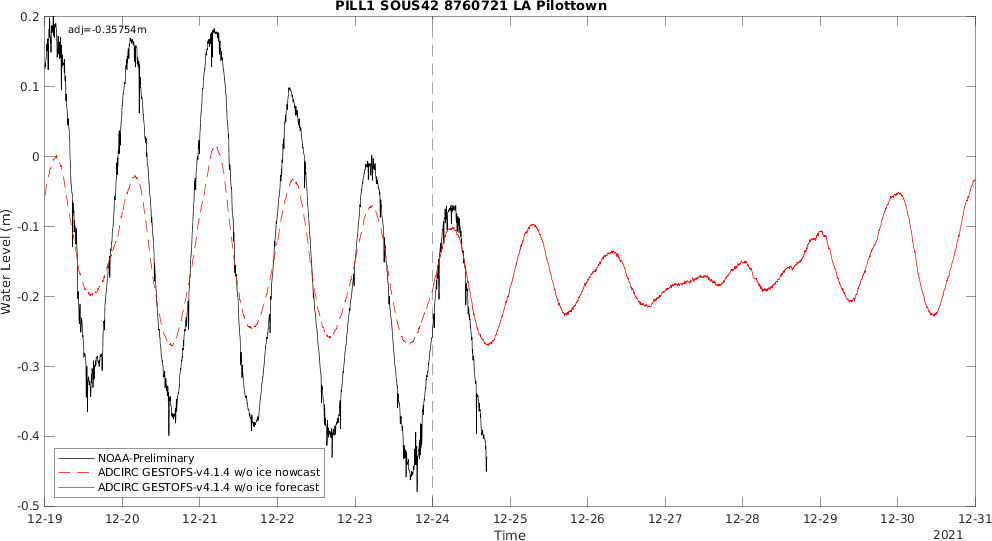 PILL1 SOUS42 8760721 LA Pilottown
adj=-0.35754m
0.2
0.1
0
-0.1
-0.2
-0.3
-0.4
-0.5
Water Level (m)
NOAA-Preliminary
ADCIRC GESTOFS-v4.1.4 w/o ice nowcast
ADCIRC GESTOFS-v4.1.4 w/o ice forecast
12-19 12-20 12-21 12-22 12-23 12-24 12-25 12-26 12-27 12-28 12-29 12-30 12-31
Time
2021